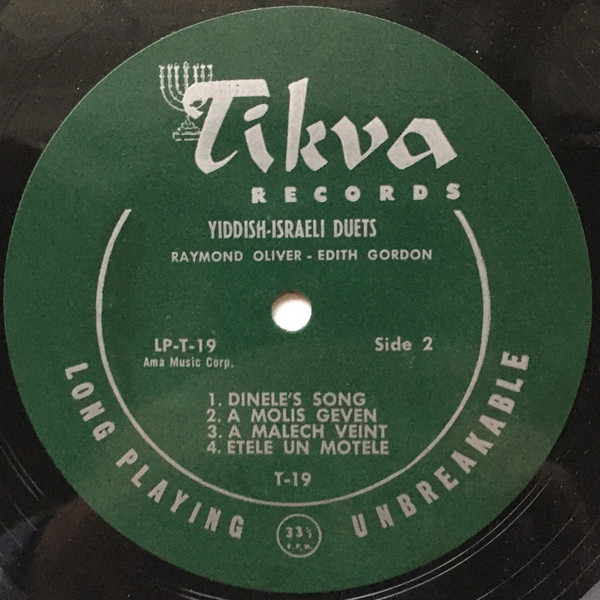 Tikva
RECORDS
YIDDISH-ISRAELI DUETS
RAYMOND OLIVER - EDITH GORDON
LP-T-19
Side 2
Ama Music Corp.
1. DINELE'S SONG
2. A MOLIS GEVEN
3. A MALECH VEINT
4. ETELE UN MOTELE
T-19
LONG PLAYING
33⅓
R.P.M.
UNBREAKABLE